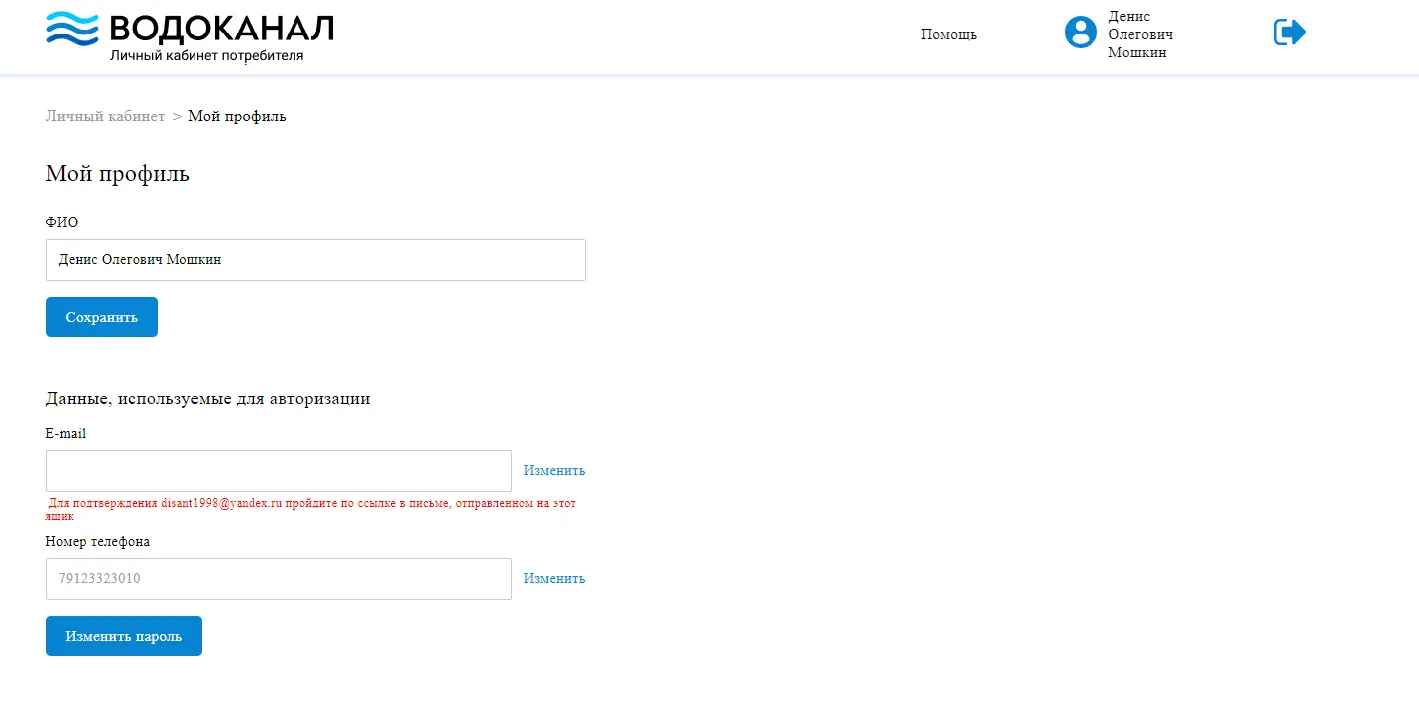 ВОДОКАНАЛ
Личный кабинет потребителя
Помощь
Денис
Олегович
Мошкин
Личный кабинет > Мой профиль
Мой профиль
ФИО
Денис Олегович Мошкин
Сохранить
Данные, используемые для авторизации
E-mail
Изменить
Для подтверждения disant1998@yandex.ru пройдите по ссылке в письме, отправленном на этот
ящик
Номер телефона
79123323010
Изменить
Изменить пароль